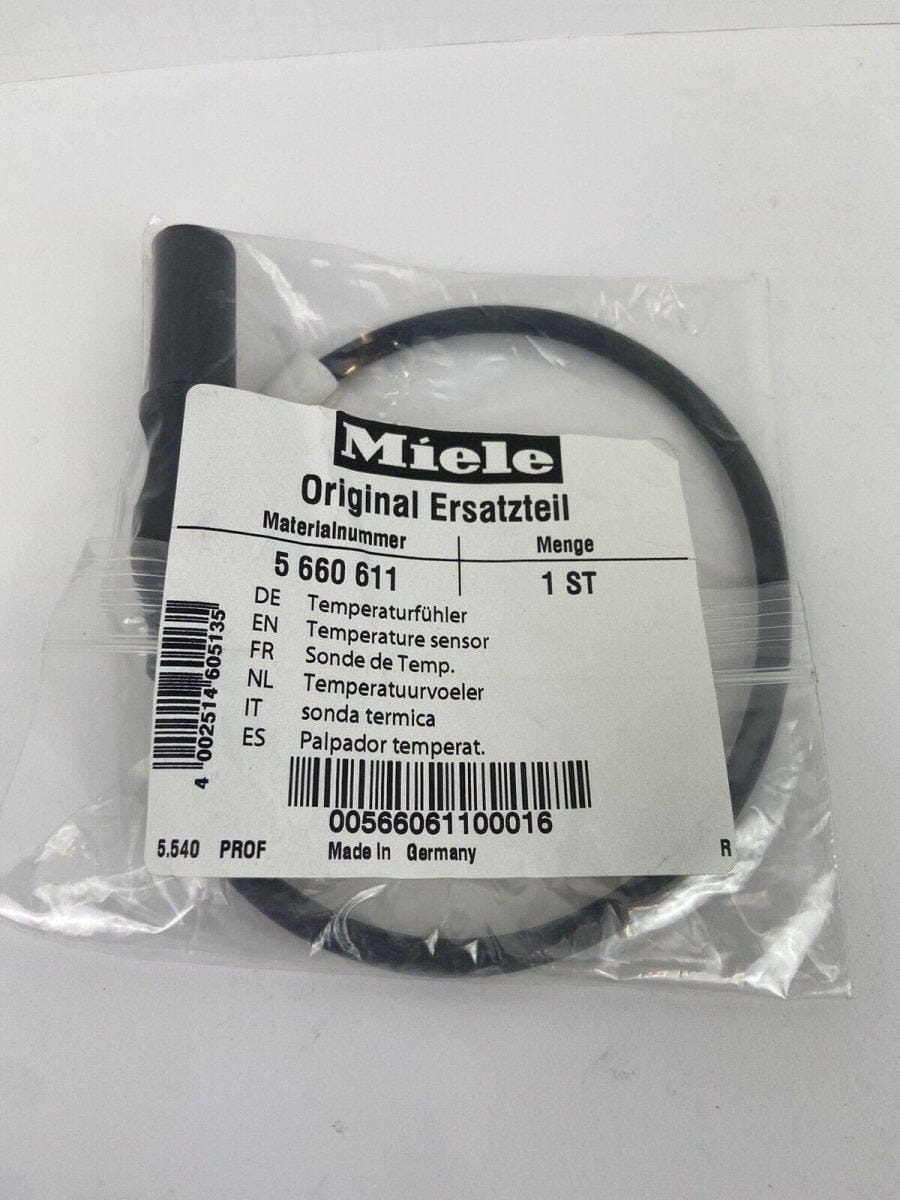 Miele
Original Ersatzteil
Materialnummer Menge
5 660 611 1 ST
DE Temperaturfühler
EN Temperature sensor
FR Sonde de Temp.
NL Temperatuurvoeler
IT sonda termica
ES Palpador temperat.
4 002514 605135
00566061100016
5.540 PROF Made in Germany R